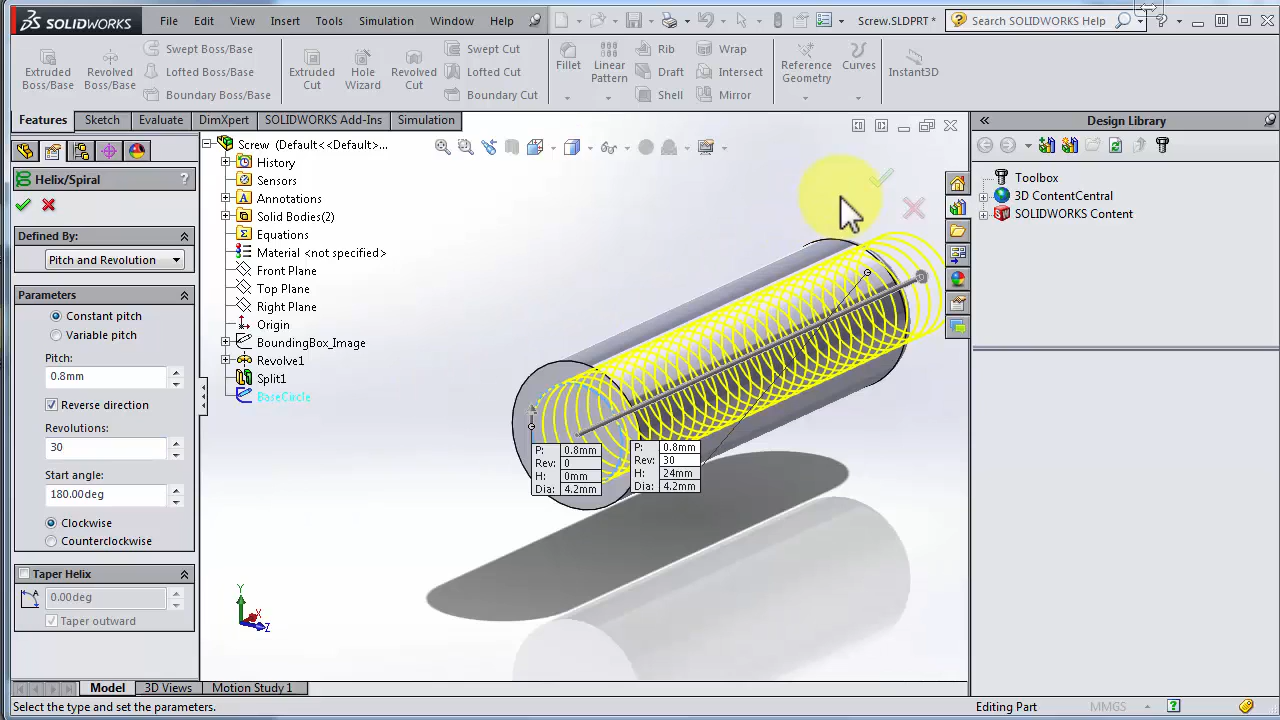 SOLIDWORKS File Edit View Insert Tools Simulation Window Help Screw.SLDPRT * Search SOLIDWORKS Help
Extruded Boss/Base
Revolved Boss/Base
Swept Boss/Base
Lofted Boss/Base
Boundary Boss/Base
Extruded Cut
Hole Wizard
Revolved Cut
Swept Cut
Lofted Cut
Boundary Cut
Fillet
Linear Pattern
Rib
Draft
Shell
Wrap
Intersect
Mirror
Reference Geometry
Curves
Instant3D
Features Sketch Evaluate DimXpert SOLIDWORKS Add-Ins Simulation
Helix/Spiral ?
Defined By:
Pitch and Revolution
Parameters
Constant pitch
Variable pitch
Pitch:
0.8mm
Reverse direction
Revolutions:
30
Start angle:
180.00deg
Clockwise
Counterclockwise
Taper Helix
0.00deg
Taper outward
Screw (Default<<Default>...
History
Sensors
Annotations
Solid Bodies(2)
Equations
Material <not specified>
Front Plane
Top Plane
Right Plane
Origin
BoundingBox_Image
Revolve1
Split1
BaseCircle
P: 0.8mm
Rev: 0
H: 0mm
Dia: 4.2mm
P: 0.8mm
Rev: 30
H: 24mm
Dia: 4.2mm
Y
X
Z
Design Library
Toolbox
3D ContentCentral
SOLIDWORKS Content
Model 3D Views Motion Study 1
Select the type and set the parameters. Editing Part MMGS